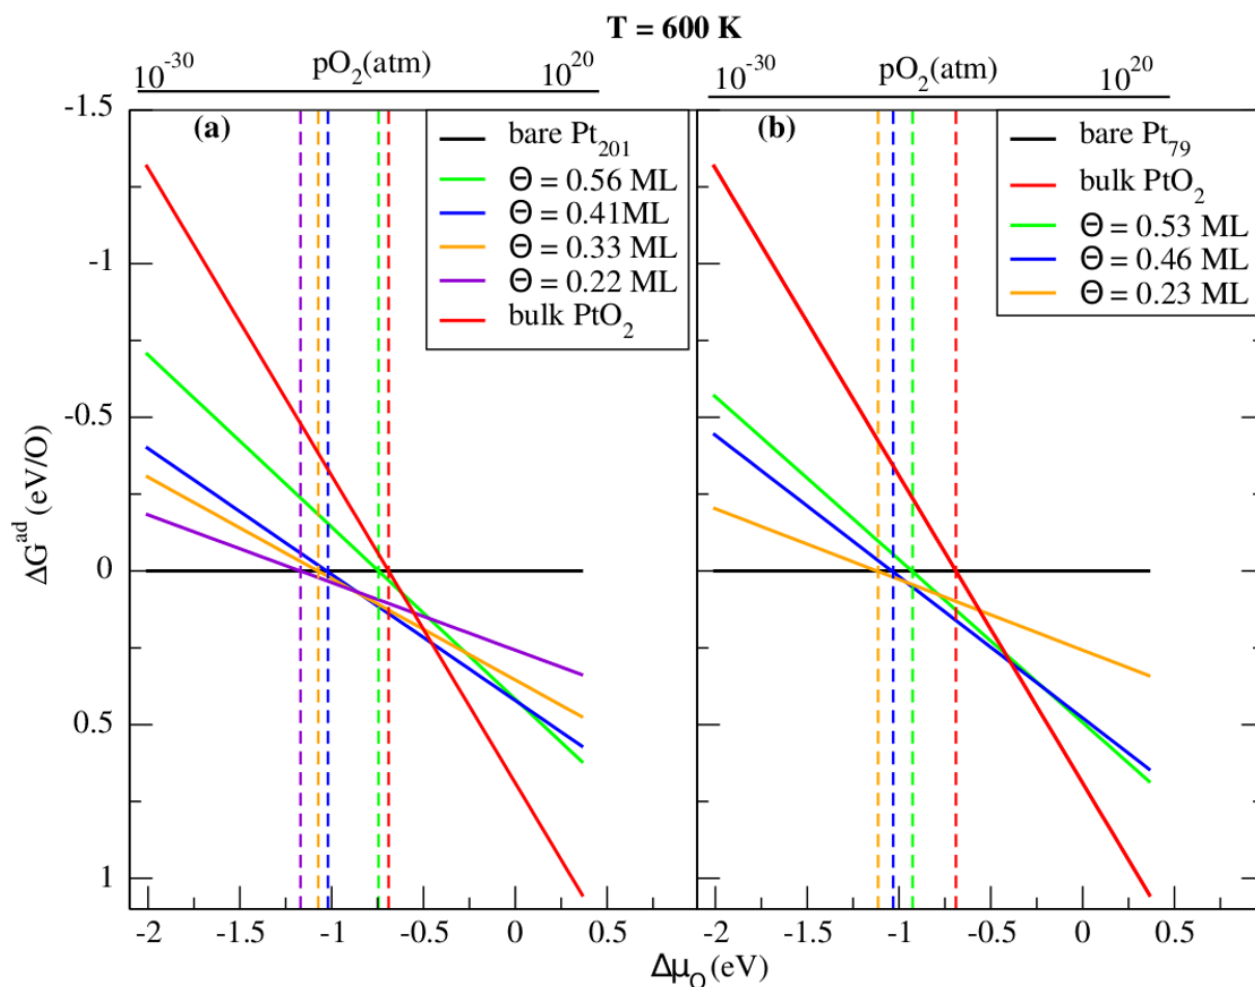 T = 600 K
10^-30 pO2(atm) 10^20
10^-30 pO2(atm) 10^20
(a)
bare Pt201
Θ = 0.56 ML
Θ = 0.41ML
Θ = 0.33 ML
Θ = 0.22 ML
bulk PtO2
(b)
bare Pt79
bulk PtO2
Θ = 0.53 ML
Θ = 0.46 ML
Θ = 0.23 ML
-1.5
-1
-0.5
0
0.5
1
ΔG^ad (eV/O)
-2 -1.5 -1 -0.5 0 0.5
-2 -1.5 -1 -0.5 0 0.5
Δμ_O (eV)